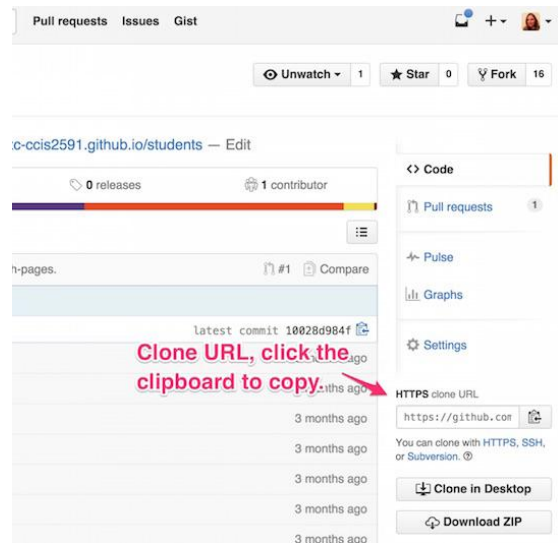 Pull requests Issues Gist
Unwatch 1 Star 0 Fork 16
c-ccis2591.github.io/students — Edit
<> Code
0 releases 1 contributor
Pull requests 1
h-pages. #1 Compare
Pulse
Graphs
latest commit 10028d984f
Settings
Clone URL, click the ago
clipboard to copy. ths ago
HTTPS clone URL
3 months ago https://github.com
3 months ago You can clone with HTTPS, SSH,
or Subversion.
3 months ago Clone in Desktop
3 months ago Download ZIP
3 months ago